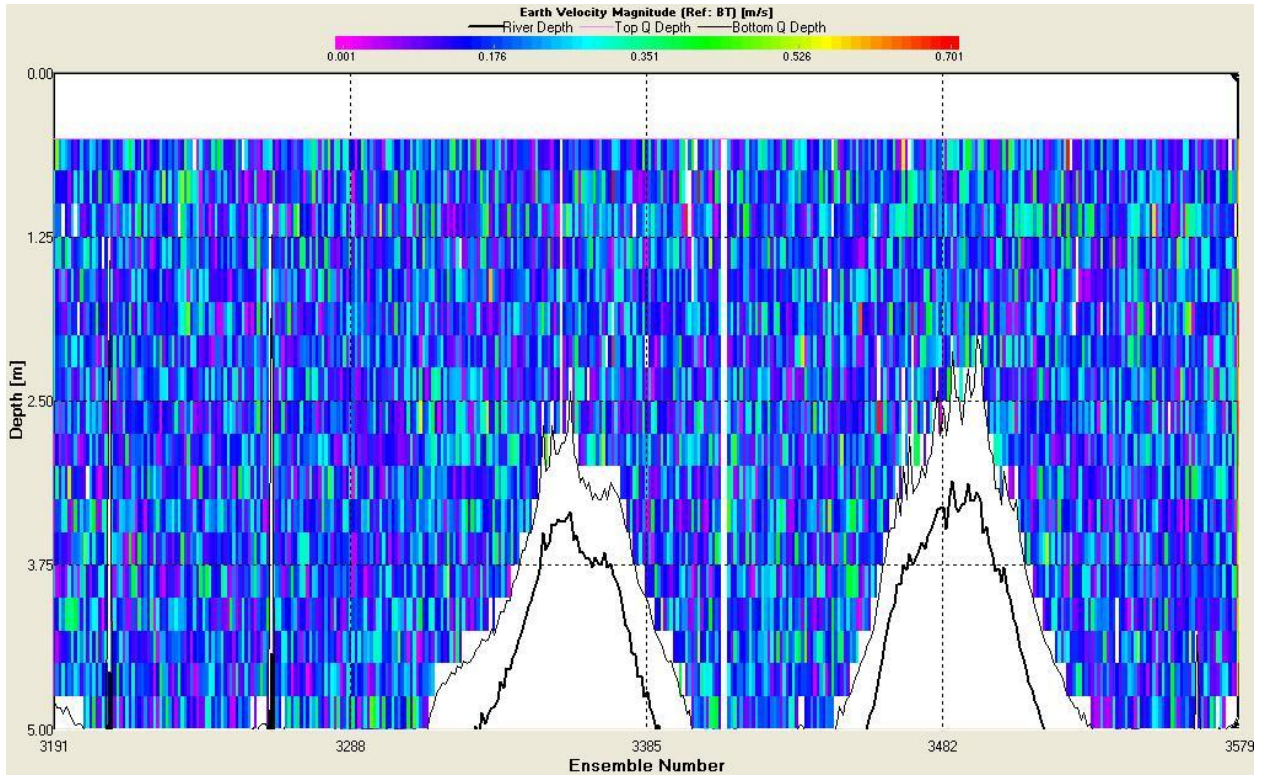 Earth Velocity Magnitude (Ref: BT) [m/s]
River Depth Top Q Depth Bottom Q Depth
0.001 0.176 0.351 0.526 0.701
0.00
1.25
2.50
3.75
5.00
Depth [m]
3191 3288 3385 3482 3579
Ensemble Number